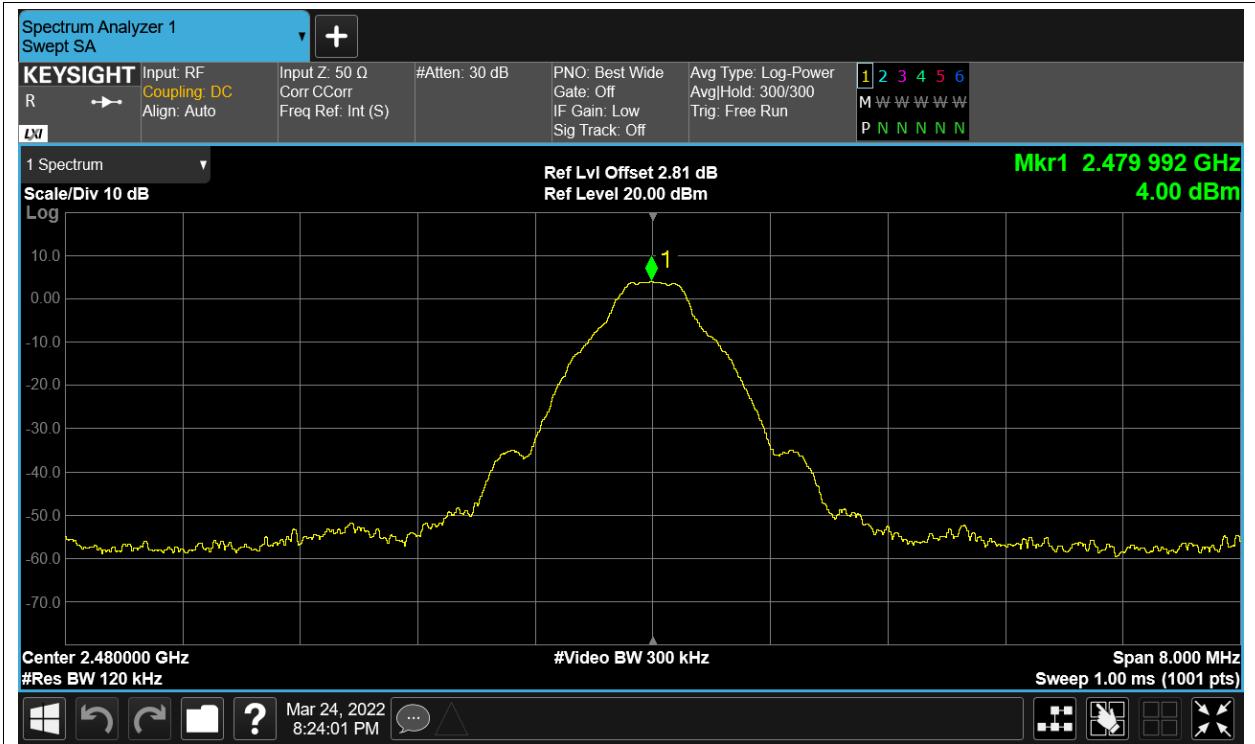 Spectrum Analyzer 1
Swept SA
KEYSIGHT
R
LXI
Input: RF
Coupling: DC
Align: Auto
Input Z: 50 Ω
Corr CCorr
Freq Ref: Int (S)
#Atten: 30 dB
PNO: Best Wide
Gate: Off
IF Gain: Low
Sig Track: Off
Avg Type: Log-Power
Avg|Hold: 300/300
Trig: Free Run
1 2 3 4 5 6
M W W W W W
P N N N N N
1 Spectrum
Scale/Div 10 dB
Log
Ref Lvl Offset 2.81 dB
Ref Level 20.00 dBm
Mkr1 2.479 992 GHz
4.00 dBm
1
10.0
0.00
-10.0
-20.0
-30.0
-40.0
-50.0
-60.0
-70.0
Center 2.480000 GHz
#Video BW 300 kHz
Span 8.000 MHz
#Res BW 120 kHz
Sweep 1.00 ms (1001 pts)
?
Mar 24, 2022
8:24:01 PM